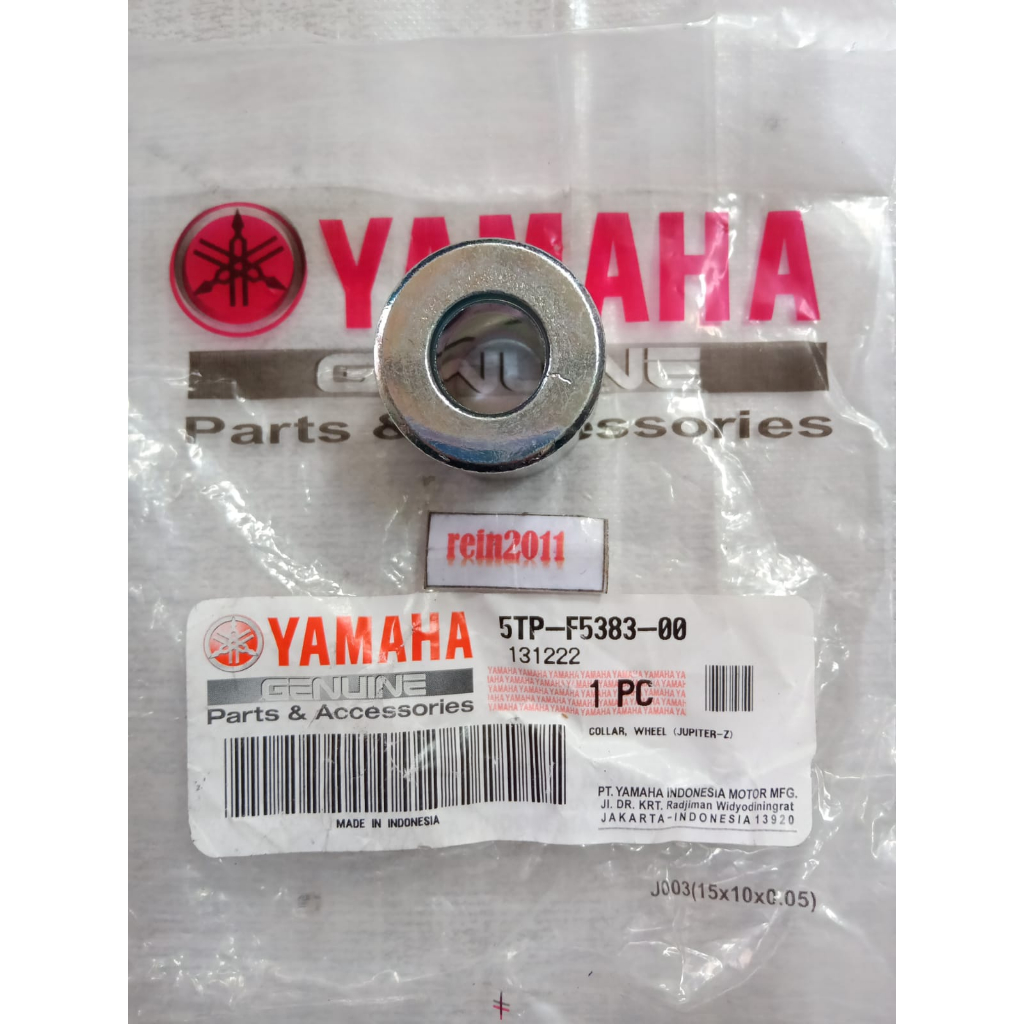 YAMAHA
GENUINE
Parts & Accessories
rein2011
YAMAHA
GENUINE
Parts & Accessories
5TP-F5383-00
131222
1 PC
COLLAR, WHEEL (JUPITER-Z)
MADE IN INDONESIA
PT. YAMAHA INDONESIA MOTOR MFG.
Jl. DR. KRT. Radjiman Widyodiningrat
JAKARTA-INDONESIA 13920
J003(15x10x0.05)